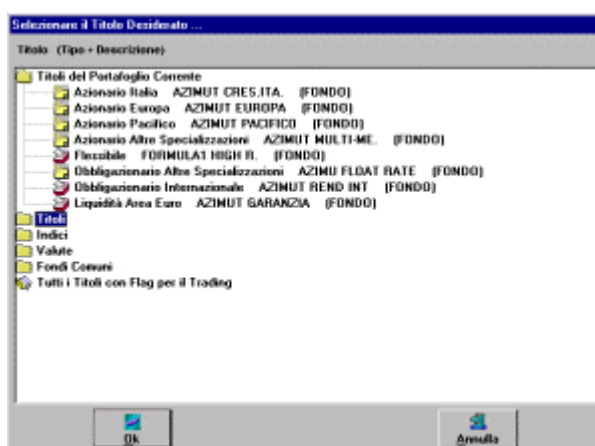 Selezionare il Titolo Desiderato ...
Titolo (Tipo + Descrizione)
Titoli del Portafoglio Corrente
Azionario Italia AZIMUT CRES.ITA. (FONDO)
Azionario Europa AZIMUT EUROPA (FONDO)
Azionario Pacifico AZIMUT PACIFICO (FONDO)
Azionario Altre Specializzazioni AZIMUT MULTI-ME. (FONDO)
Flessibile FORMULA1 HIGH R. (FONDO)
Obbligazionario Altre Specializzazioni AZIMU FLOAT RATE (FONDO)
Obbligazionario Internazionale AZIMUT REND INT (FONDO)
Liquidità Area Euro AZIMUT GARANZIA (FONDO)
Titoli
Indici
Valute
Fondi Comuni
Tutti i Titoli con Flag per il Trading
Ok Annulla